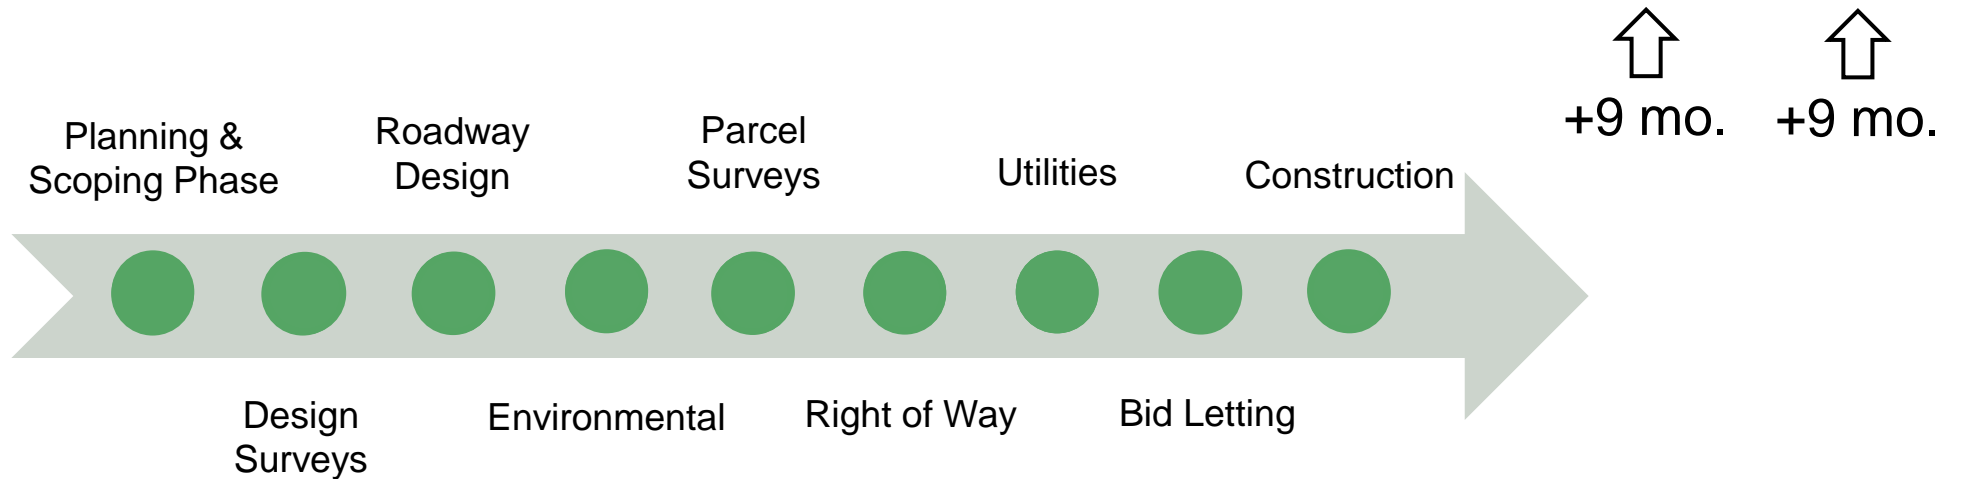 Planning &
Scoping Phase
Design
Surveys
Roadway
Design
Environmental
Parcel
Surveys
Right of Way
Utilities
Bid Letting
Construction
+9 mo.
+9 mo.